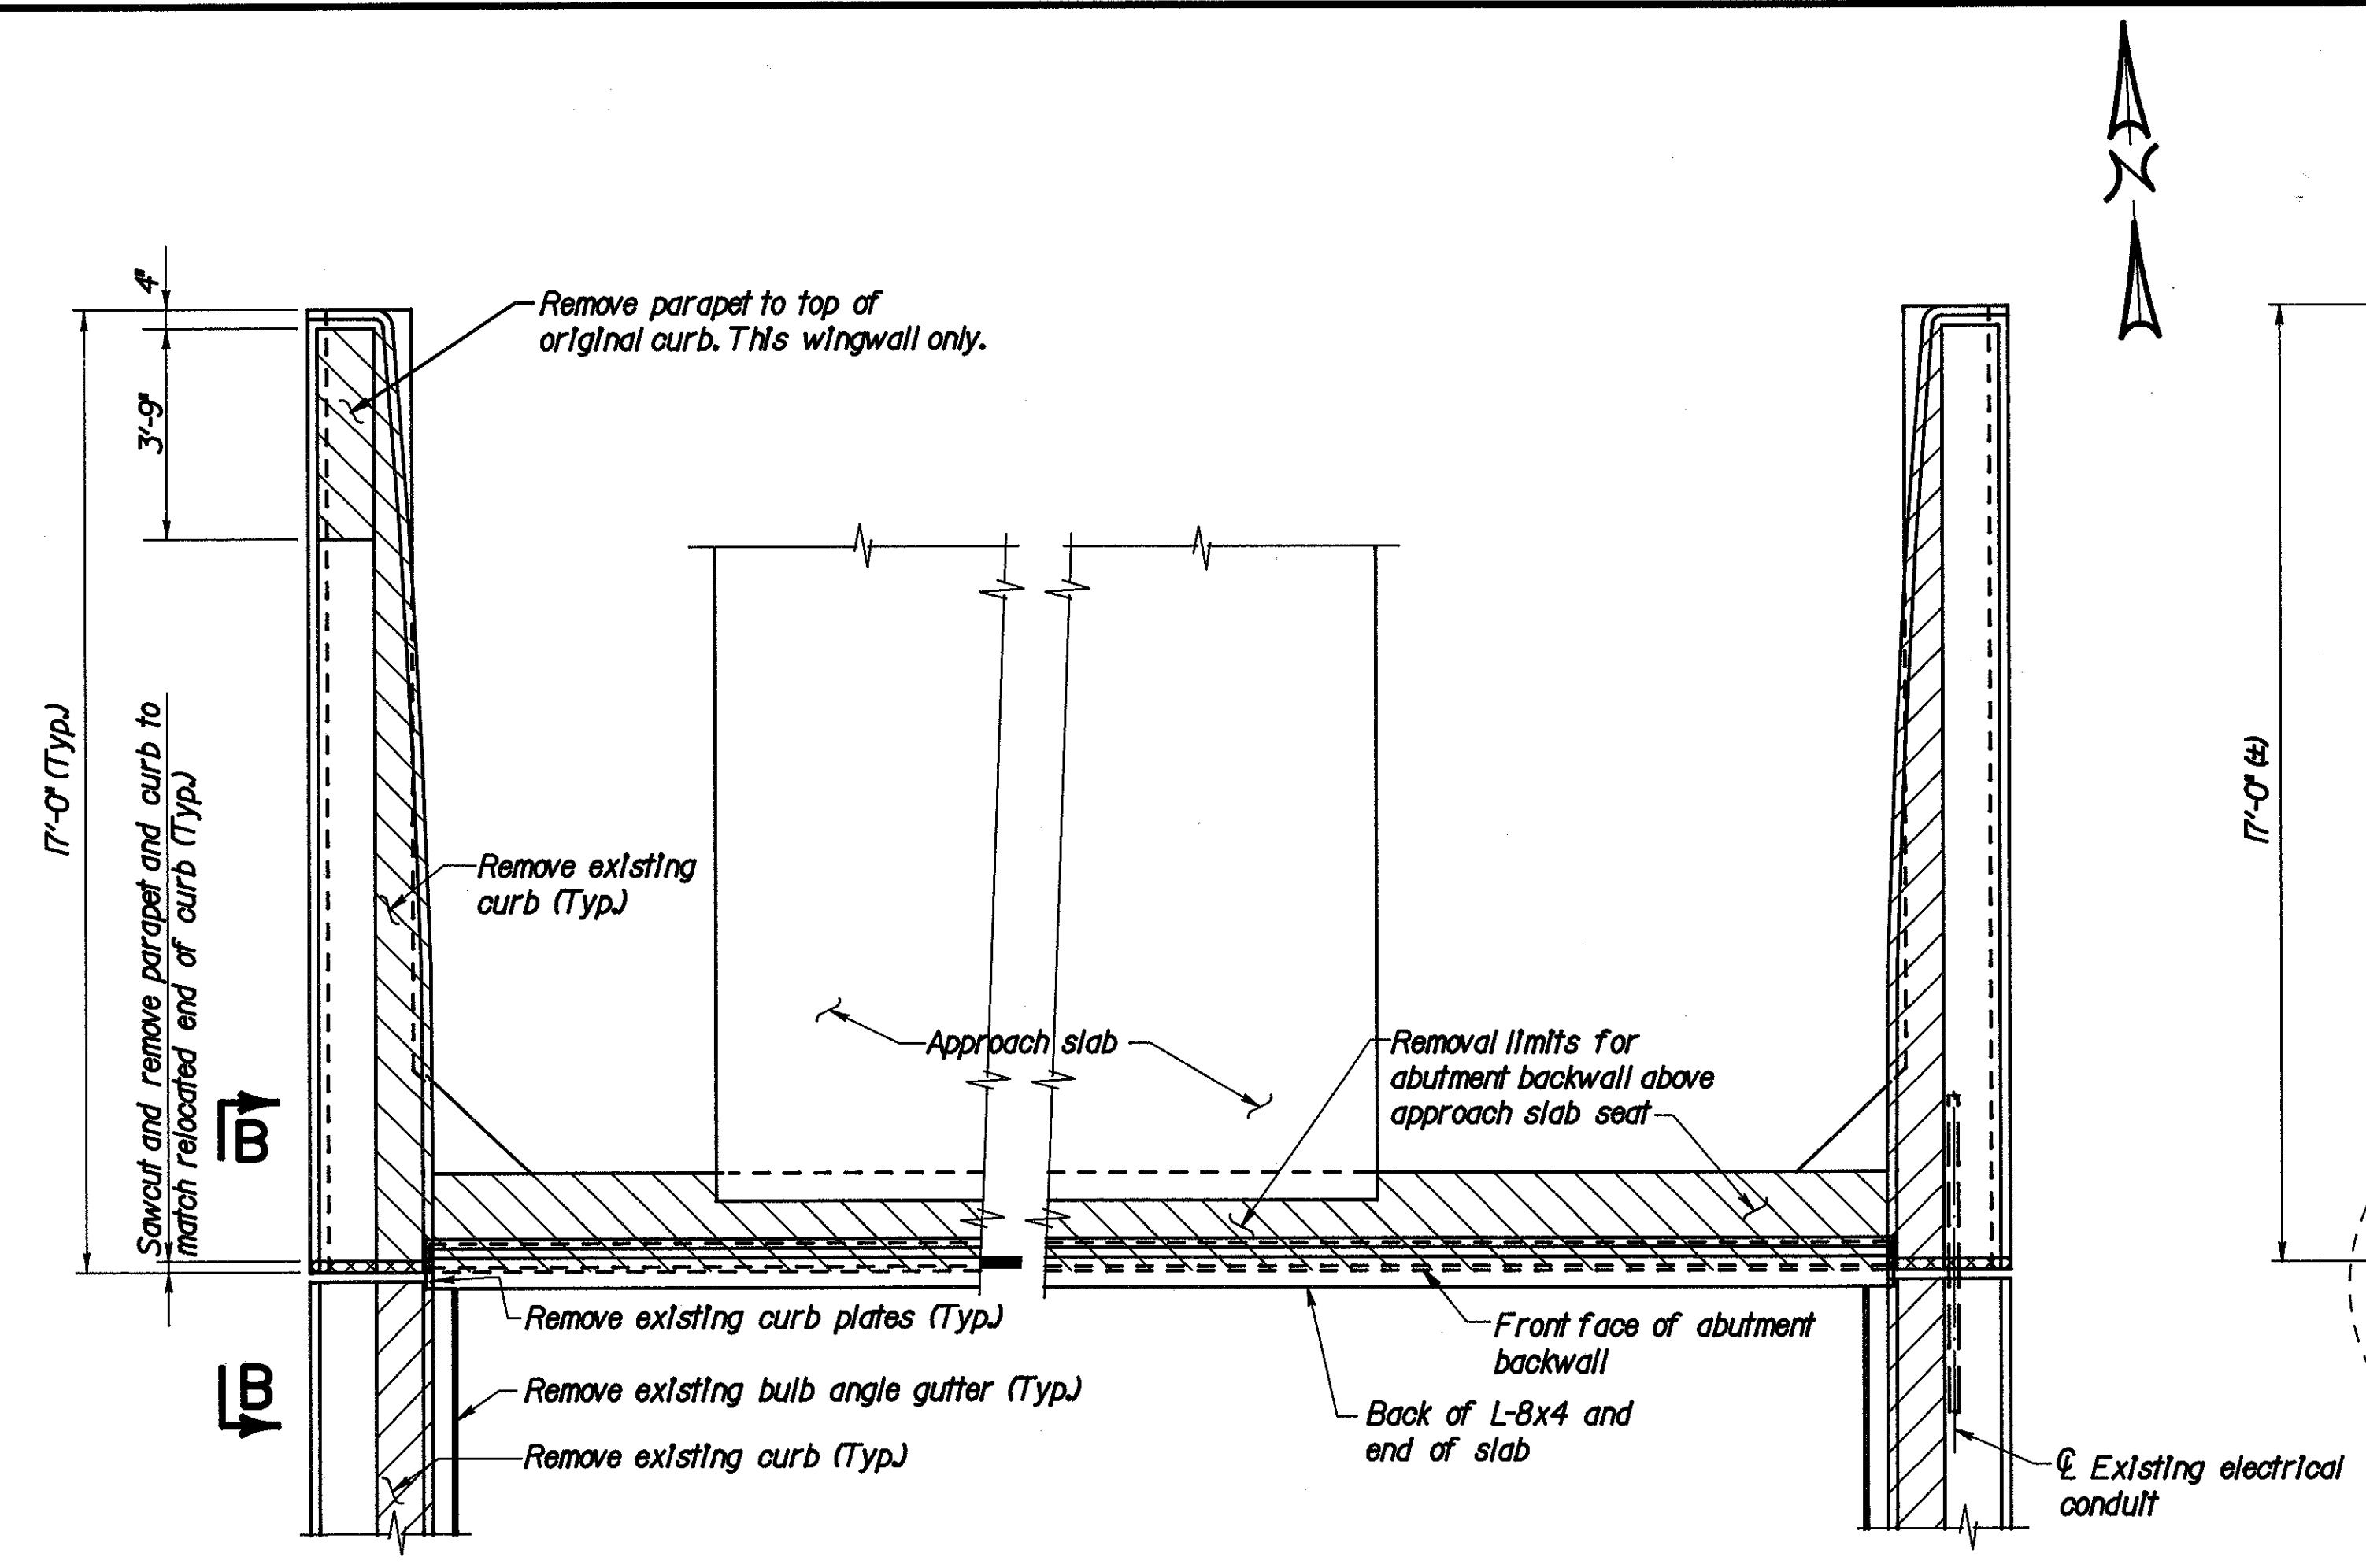 N
4"
Remove parapet to top of
original curb. This wingwall only.
3'-9"
17'-0" (Typ.)
17'-0" (±)
Sawcut and remove parapet and curb to
match relocated end of curb (Typ.)
Remove existing
curb (Typ.)
Approach slab
Removal limits for
abutment backwall above
approach slab seat
B
Remove existing curb plates (Typ.)
Front face of abutment
backwall
B
Remove existing bulb angle gutter (Typ.)
Back of L-8x4 and
end of slab
Remove existing curb (Typ.)
℄ Existing electrical
conduit